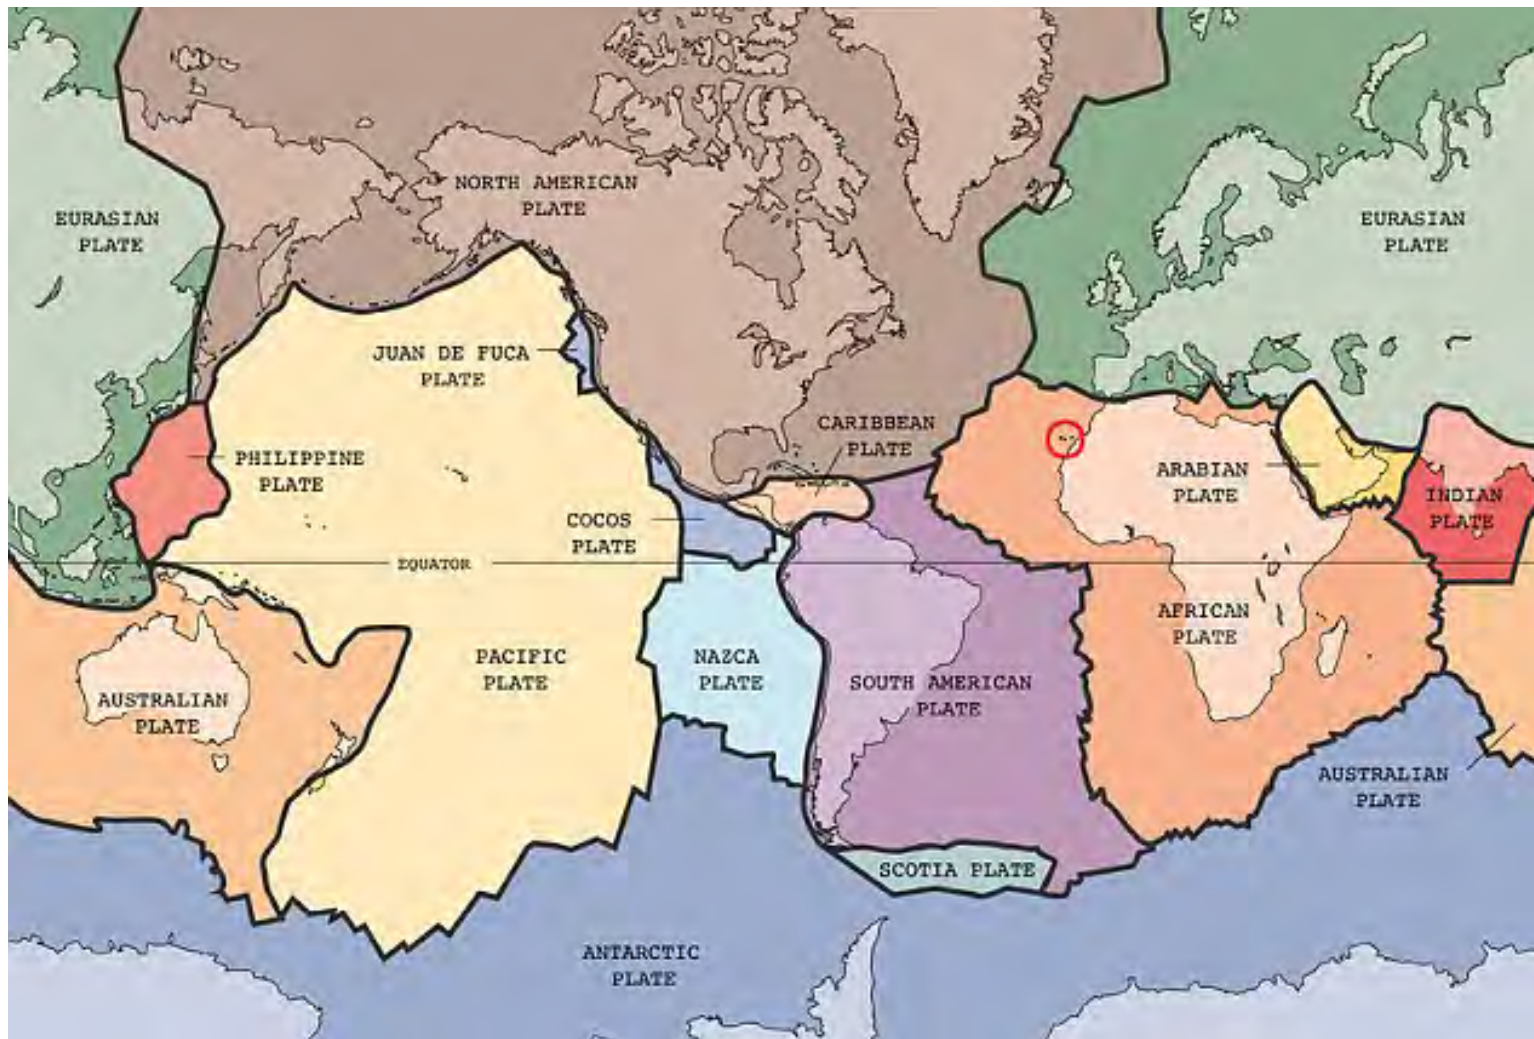 NORTH AMERICAN
PLATE
EURASIAN
PLATE
EURASIAN
PLATE
JUAN DE FUCA
PLATE
CARIBBEAN
PLATE
PHILIPPINE
PLATE
ARABIAN
PLATE
INDIAN
PLATE
COCOS
PLATE
EQUATOR
AFRICAN
PLATE
PACIFIC
PLATE
NAZCA
PLATE
SOUTH AMERICAN
PLATE
AUSTRALIAN
PLATE
AUSTRALIAN
PLATE
SCOTIA PLATE
ANTARCTIC
PLATE